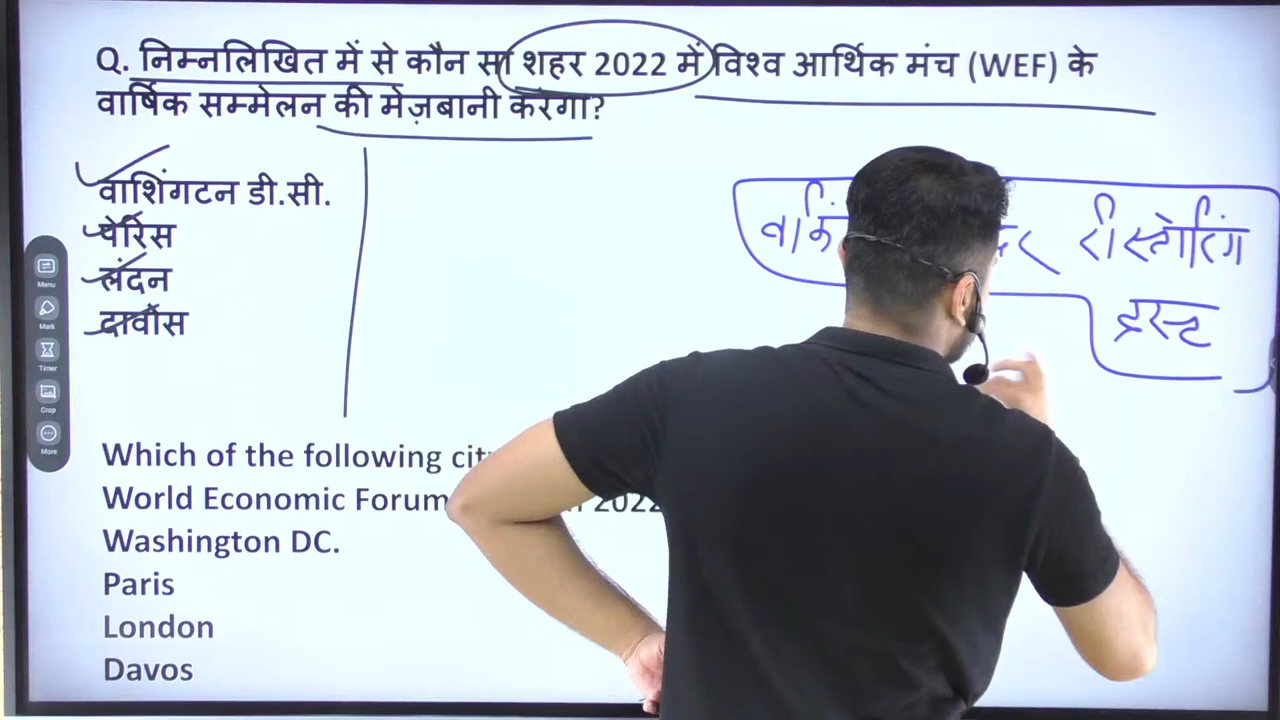 Q. निम्नलिखित में से कौन सा शहर 2022 में विश्व आर्थिक मंच (WEF) के
वार्षिक सम्मेलन की मेज़बानी करेगा?
वाशिंगटन डी.सी.
पेरिस
लंदन
दावोस
रीस्टोरिंग
ट्रस्ट
Menu
Mark
Timer
Crop
More
Which of the following
World Economic Forum 2022
Washington DC.
Paris
London
Davos